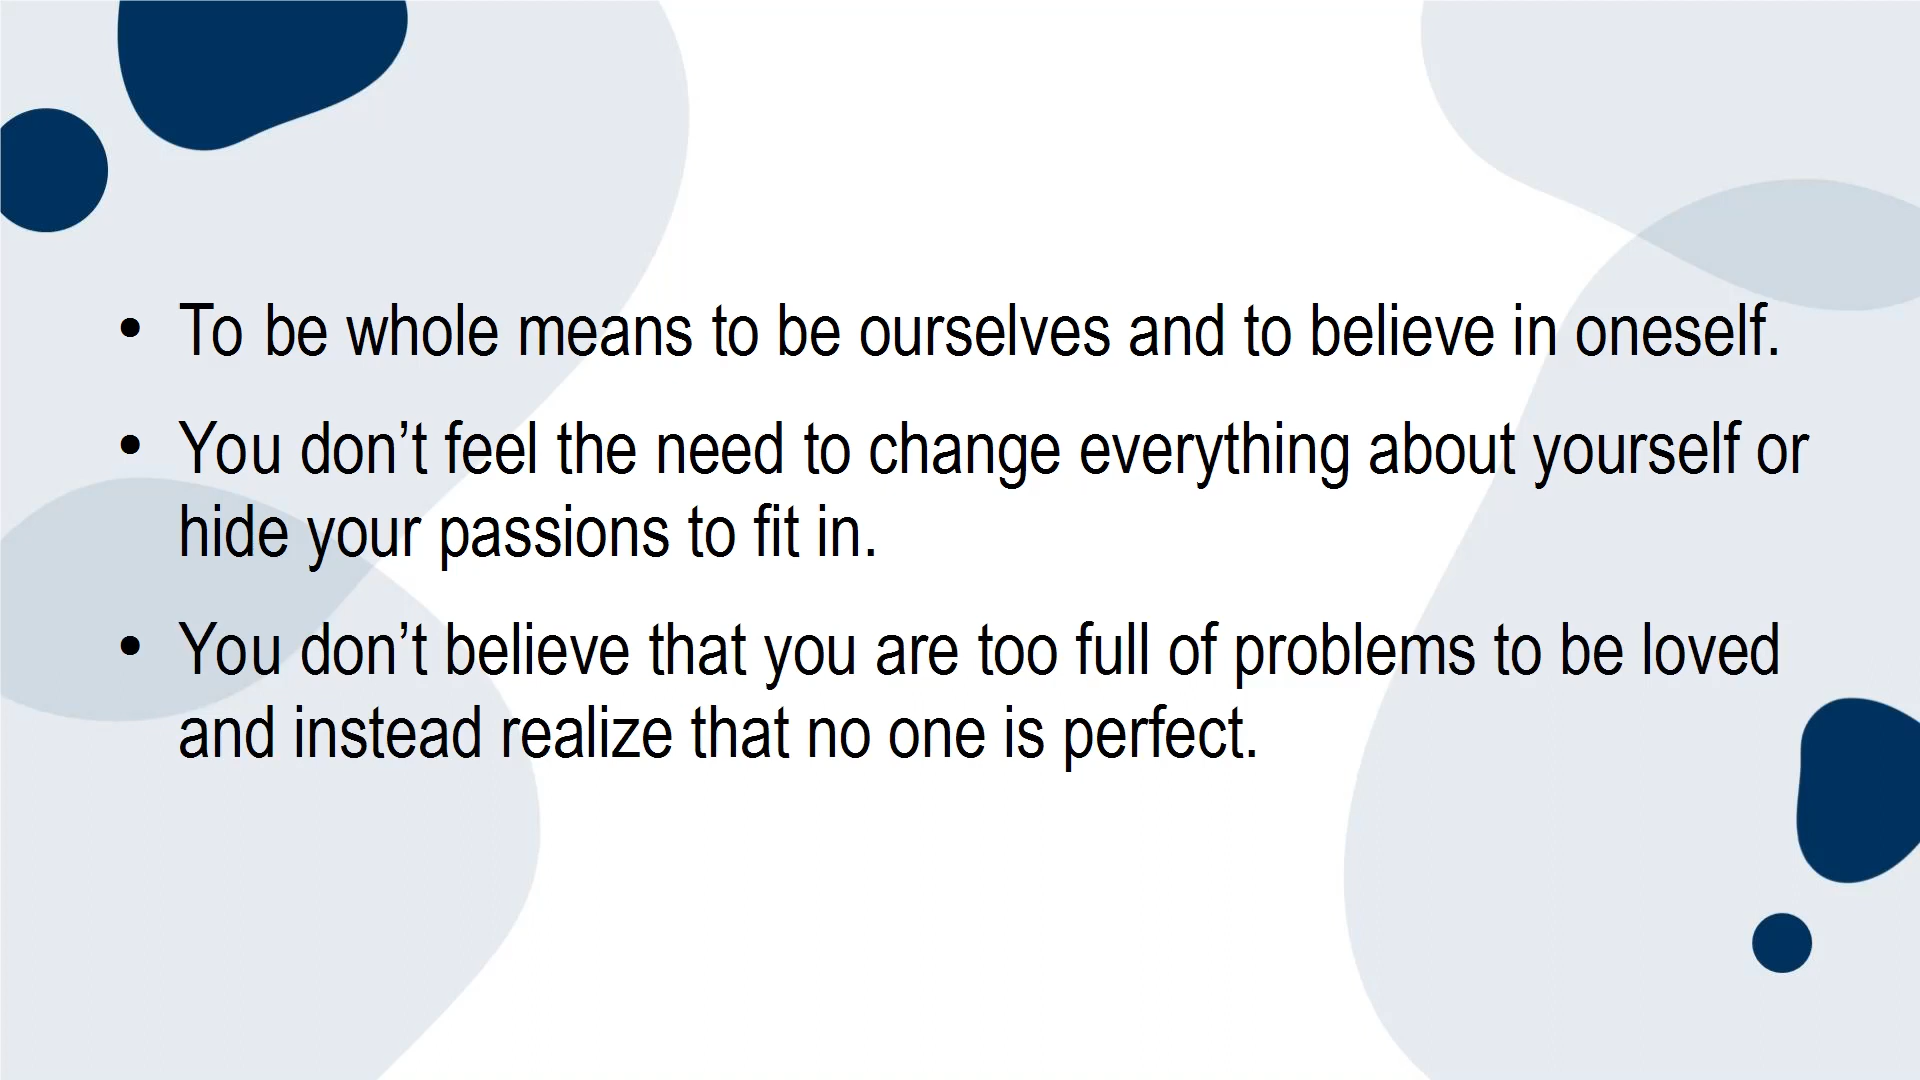 • To be whole means to be ourselves and to believe in oneself.
• You don’t feel the need to change everything about yourself or
hide your passions to fit in.
• You don’t believe that you are too full of problems to be loved
and instead realize that no one is perfect.